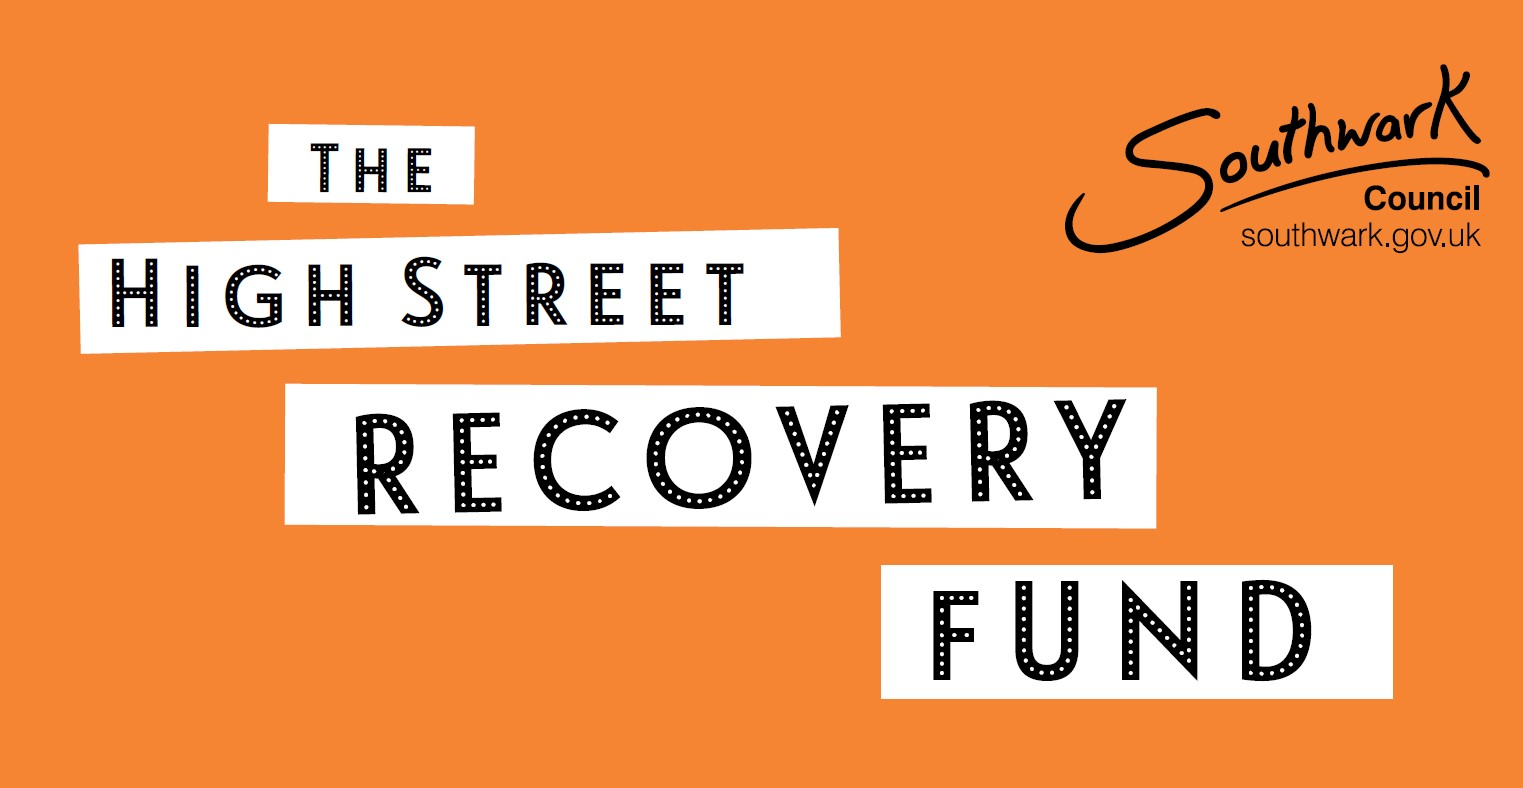 THE
HIGH STREET
RECOVERY
FUND
Southwark
Council
southwark.gov.uk